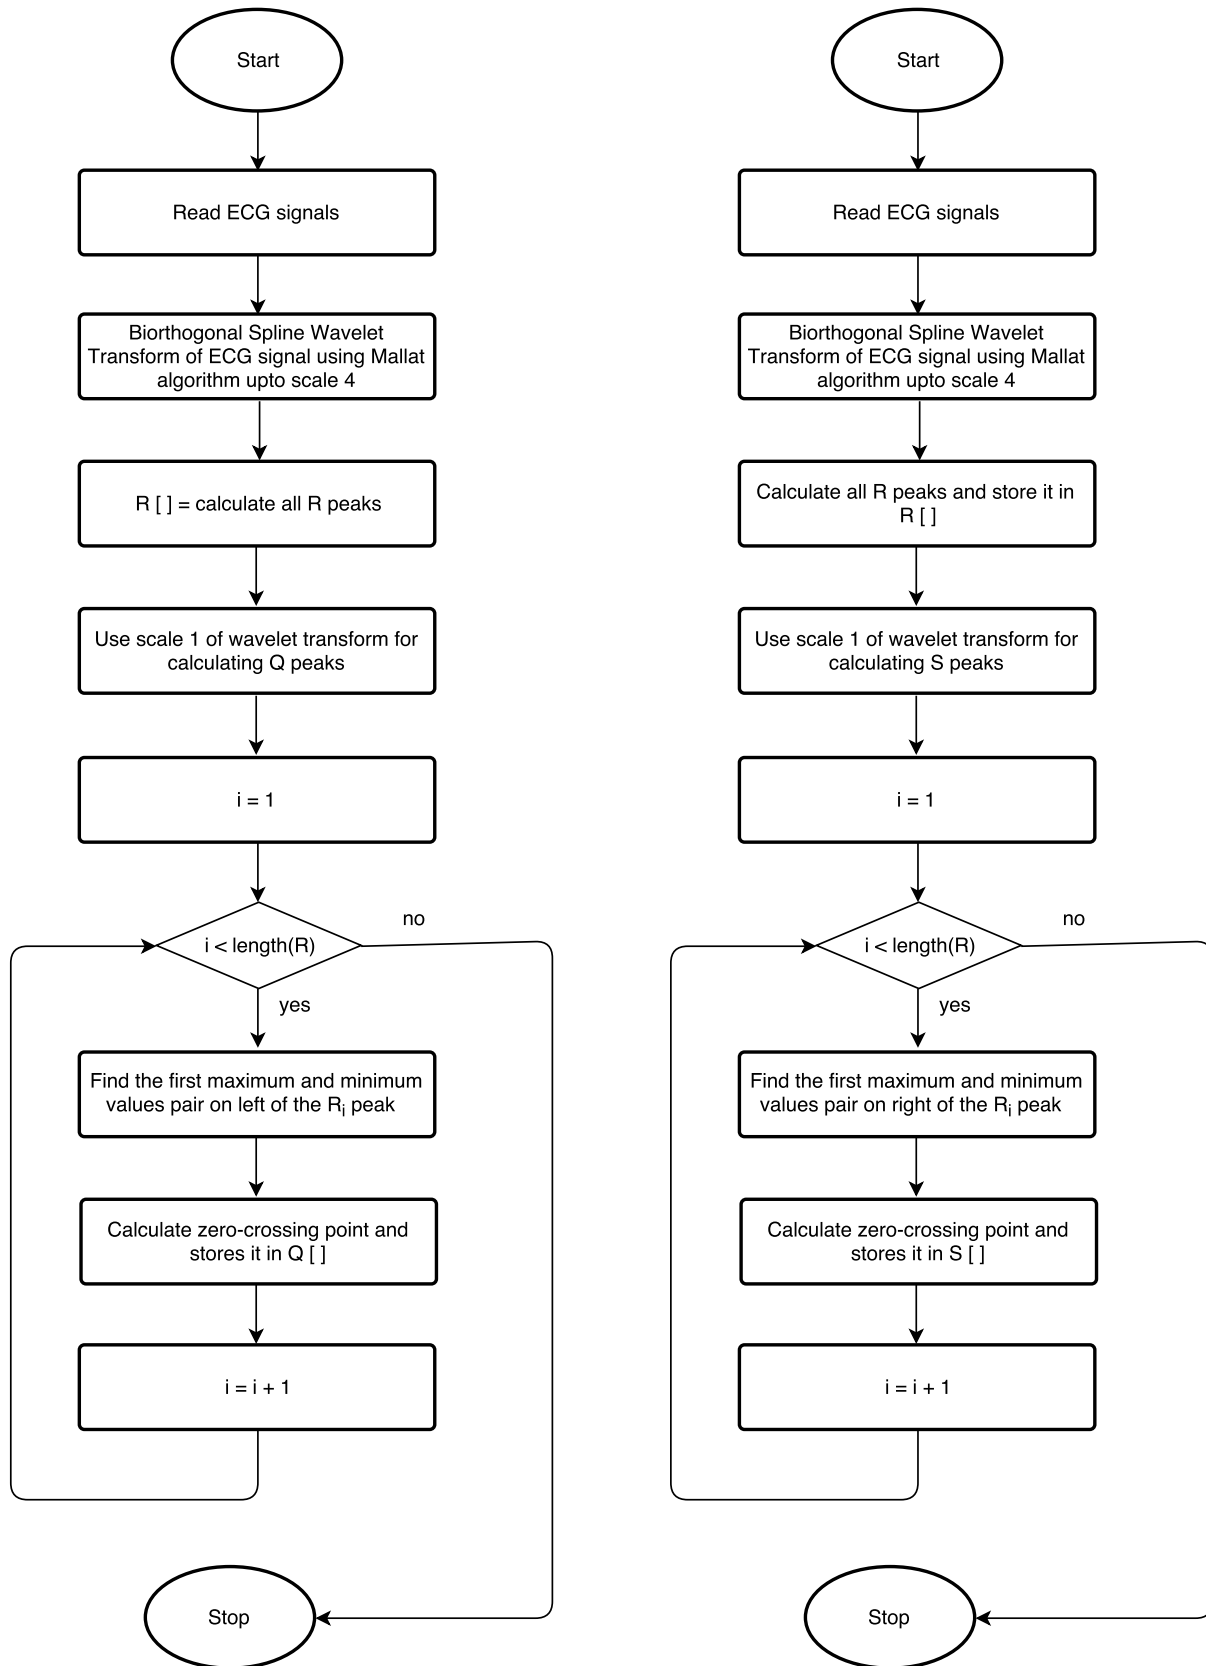 Start
Read ECG signals
Biorthogonal Spline Wavelet
Transform of ECG signal using Mallat
algorithm upto scale 4
R [ ] = calculate all R peaks
Use scale 1 of wavelet transform for
calculating Q peaks
i = 1
i < length(R)
no
yes
Find the first maximum and minimum
values pair on left of the Ri peak
Calculate zero-crossing point and
stores it in Q [ ]
i = i + 1
Stop
Start
Read ECG signals
Biorthogonal Spline Wavelet
Transform of ECG signal using Mallat
algorithm upto scale 4
Calculate all R peaks and store it in
R [ ]
Use scale 1 of wavelet transform for
calculating S peaks
i = 1
i < length(R)
no
yes
Find the first maximum and minimum
values pair on right of the Ri peak
Calculate zero-crossing point and
stores it in S [ ]
i = i + 1
Stop